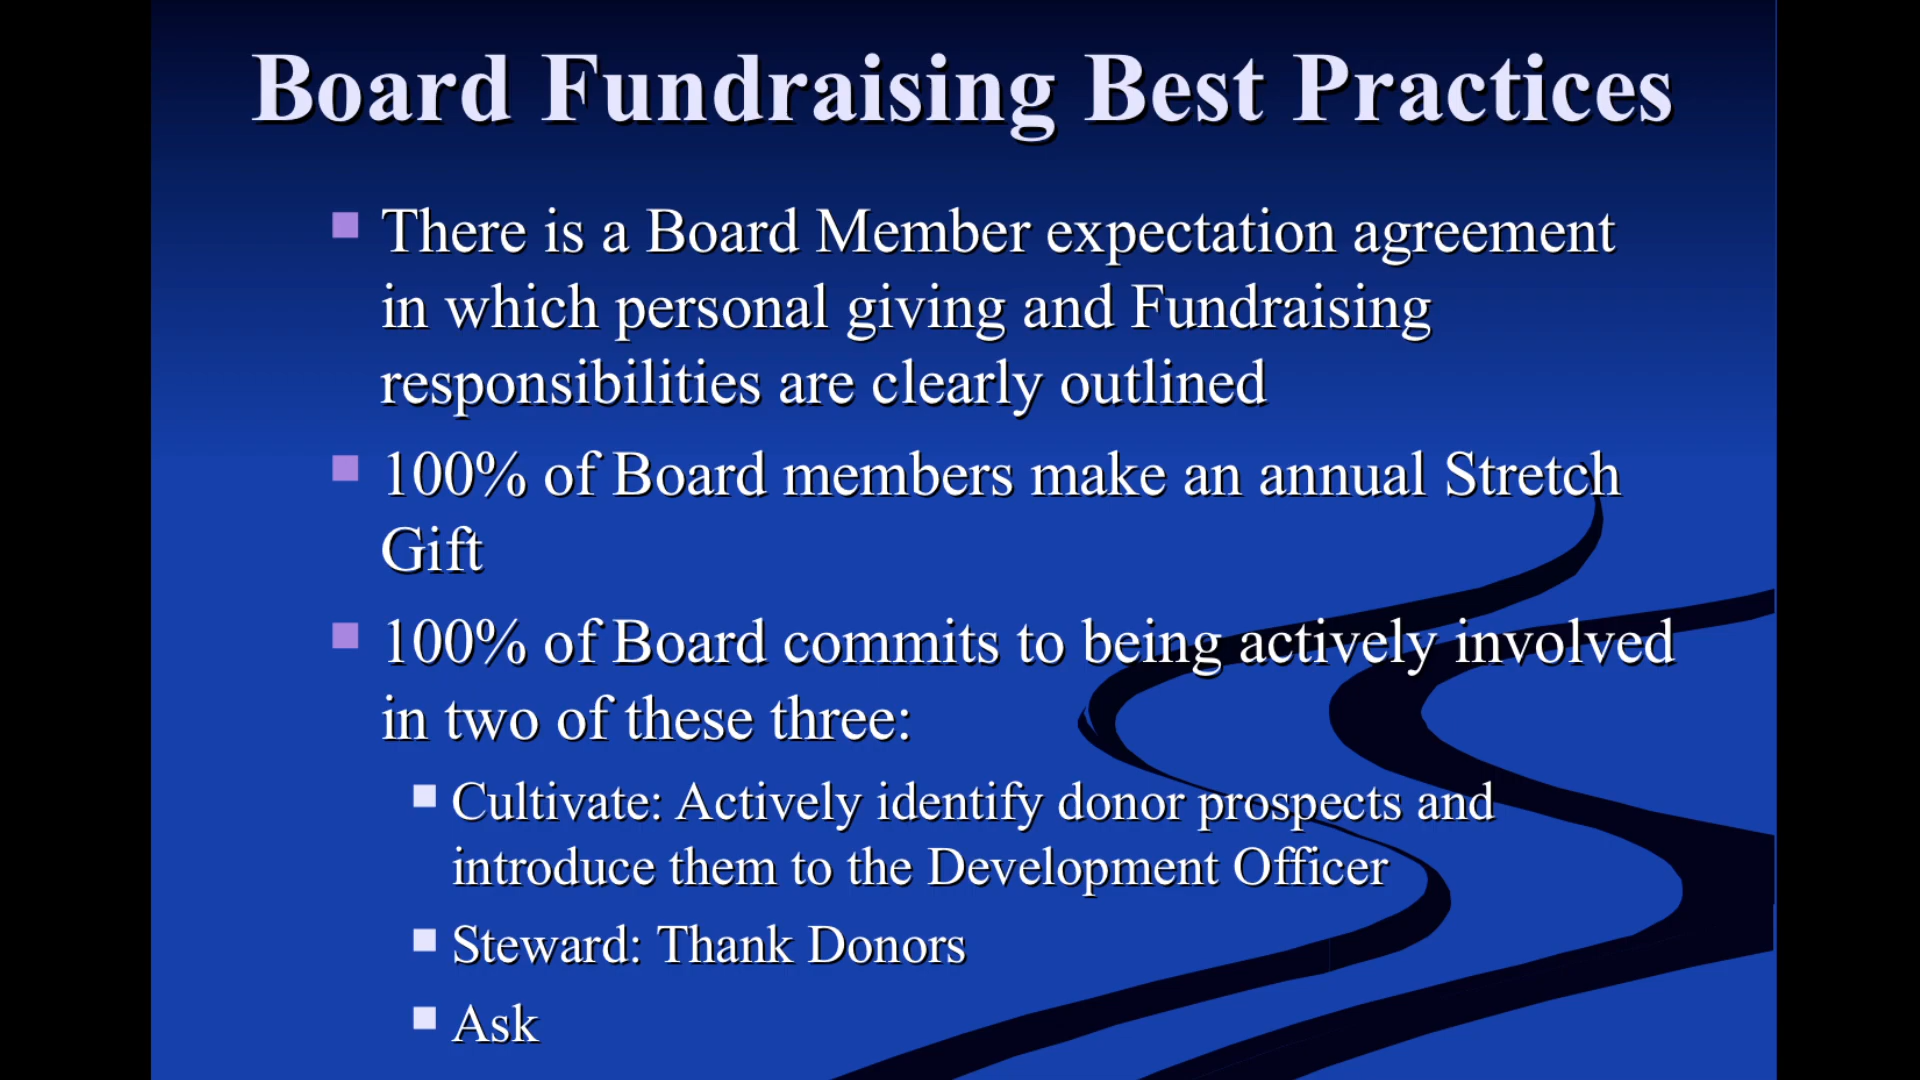 Board Fundraising Best Practices
There is a Board Member expectation agreement
in which personal giving and Fundraising
responsibilities are clearly outlined
100% of Board members make an annual Stretch
Gift
100% of Board commits to being actively involved
in two of these three:
Cultivate: Actively identify donor prospects and
introduce them to the Development Officer
Steward: Thank Donors
Ask